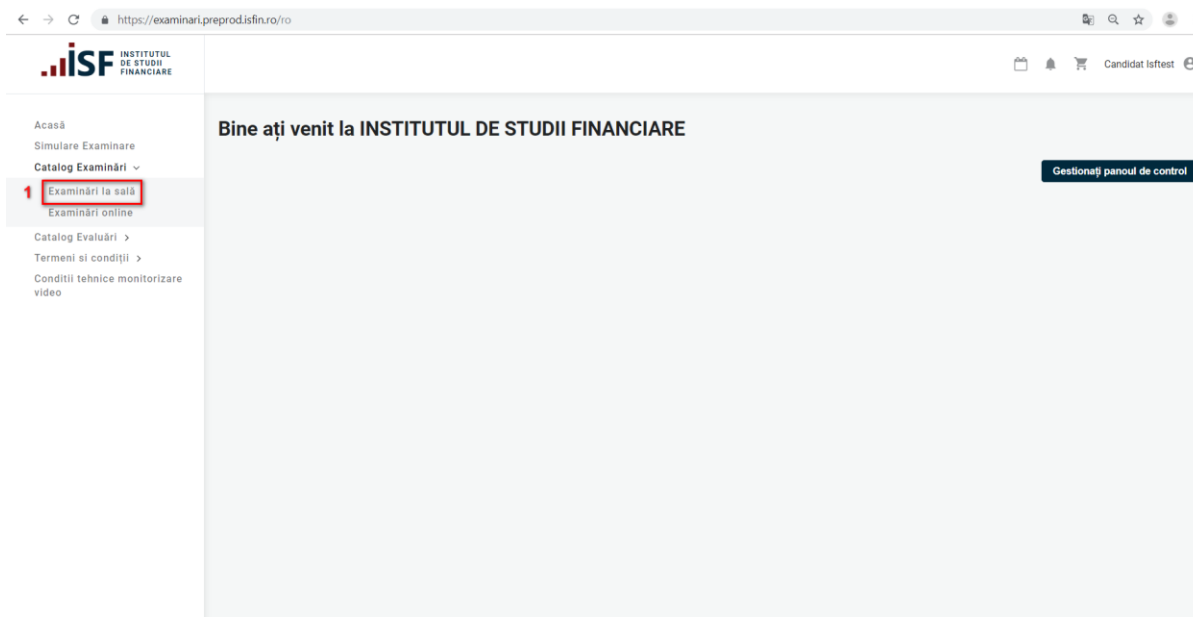 https://examinari.preprod.isfin.ro/ro
ISF INSTITUTUL
DE STUDII
FINANCIARE
Candidat Isftest
Acasă
Simulare Examinare
Catalog Examinări
1 Examinări la sală
Examinări online
Catalog Evaluări
Termeni si condiții
Conditii tehnice monitorizare
video
Bine ați venit la INSTITUTUL DE STUDII FINANCIARE
Gestionați panoul de control